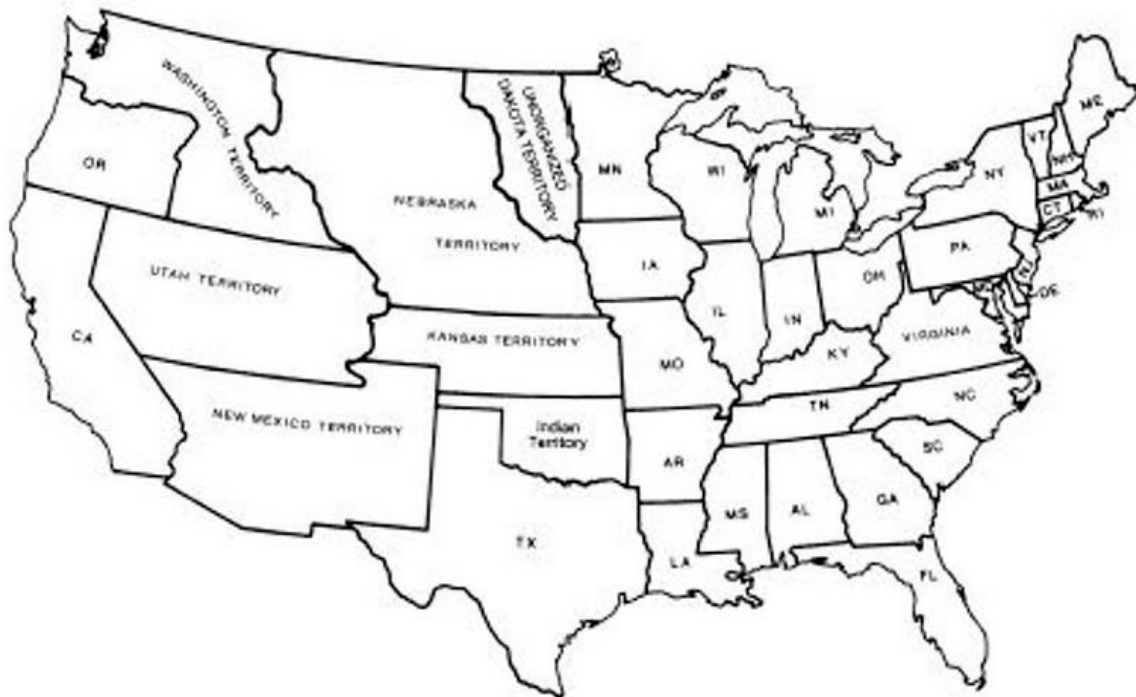 WASHINGTON TERRITORY
UNORGANIZED
DAKOTA TERRITORY
ME
VT
NH
MN
OR
WI
NY
MA
CT
RI
MI
NEBRASKA
TERRITORY
PA
IA
NJ
UTAH TERRITORY
OH
MD
DE
IL
IN
CA
KANSAS TERRITORY
VIRGINIA
KY
MO
NC
TN
NEW MEXICO TERRITORY
Indian
Territory
SC
AR
GA
MS
AL
TX
LA
FL